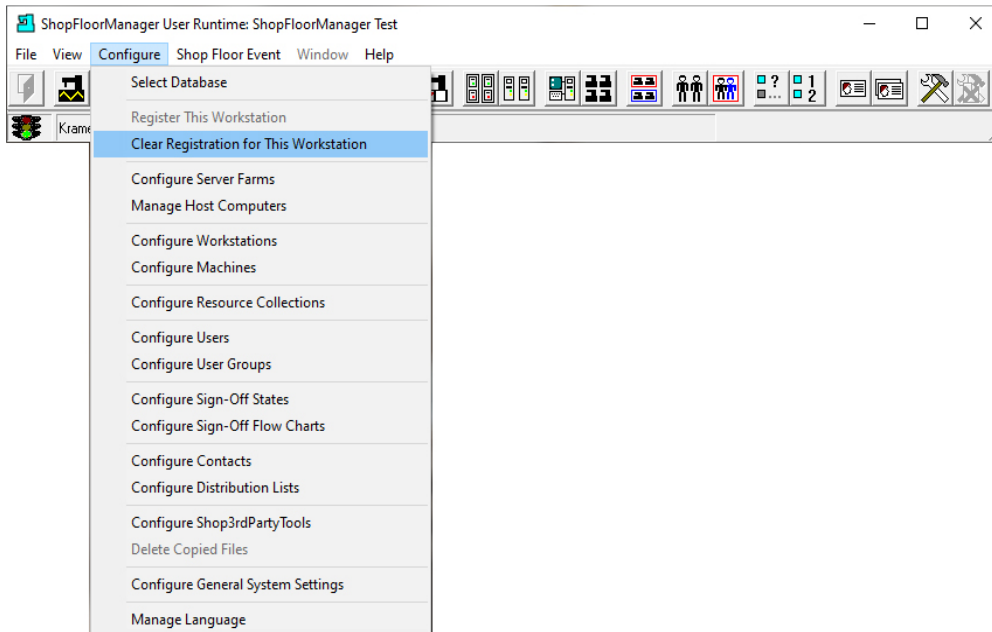 ShopFloorManager User Runtime: ShopFloorManager Test
File View Configure Shop Floor Event Window Help
Select Database
Register This Workstation
Clear Registration for This Workstation
Configure Server Farms
Manage Host Computers
Configure Workstations
Configure Machines
Configure Resource Collections
Configure Users
Configure User Groups
Configure Sign-Off States
Configure Sign-Off Flow Charts
Configure Contacts
Configure Distribution Lists
Configure Shop3rdPartyTools
Delete Copied Files
Configure General System Settings
Manage Language